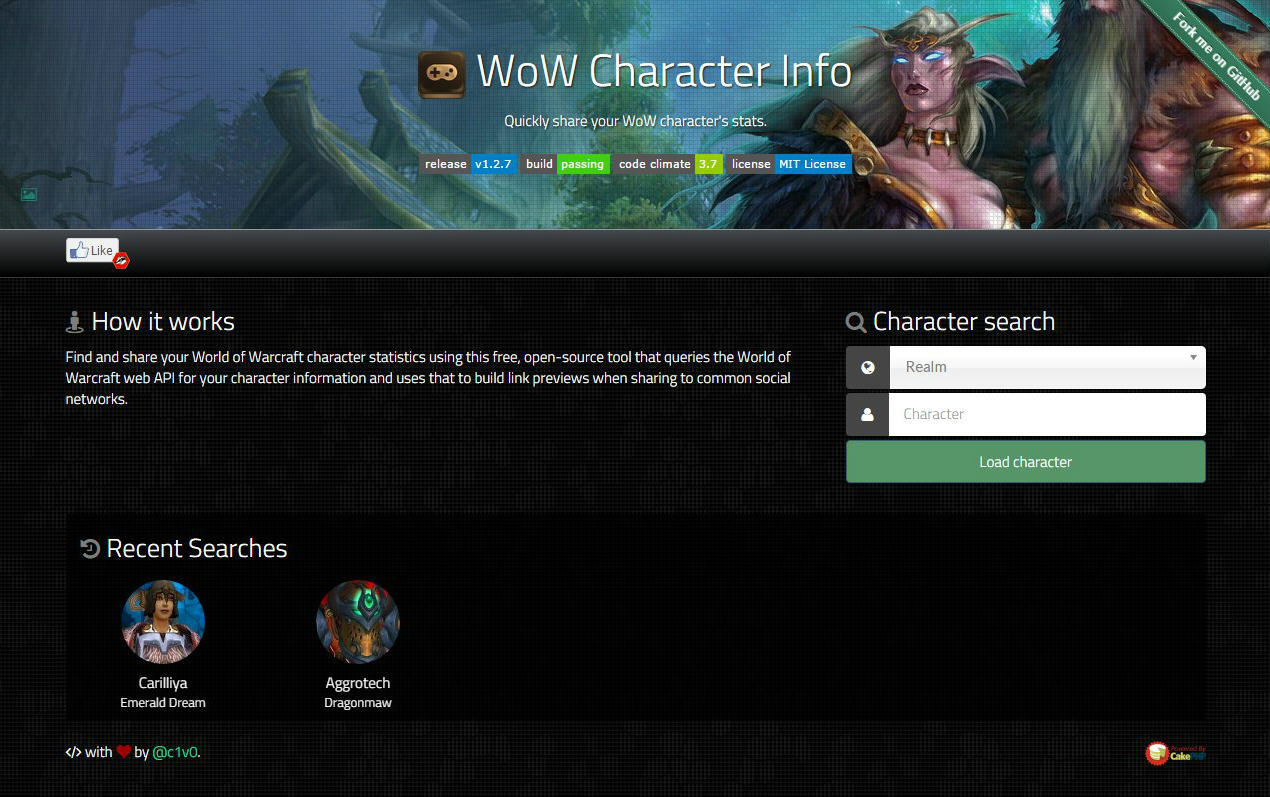 Fork me on GitHub
WoW Character Info
Quickly share your WoW character's stats.
release v1.2.7 build passing code climate 3.7 license MIT License
Like
How it works
Find and share your World of Warcraft character statistics using this free, open-source tool that queries the World of
Warcraft web API for your character information and uses that to build link previews when sharing to common social
networks.
Character search
Realm
Character
Load character
Recent Searches
Carilliya
Emerald Dream
Aggrotech
Dragonmaw
</> with by @c1v0.
Powered By
CakePHP